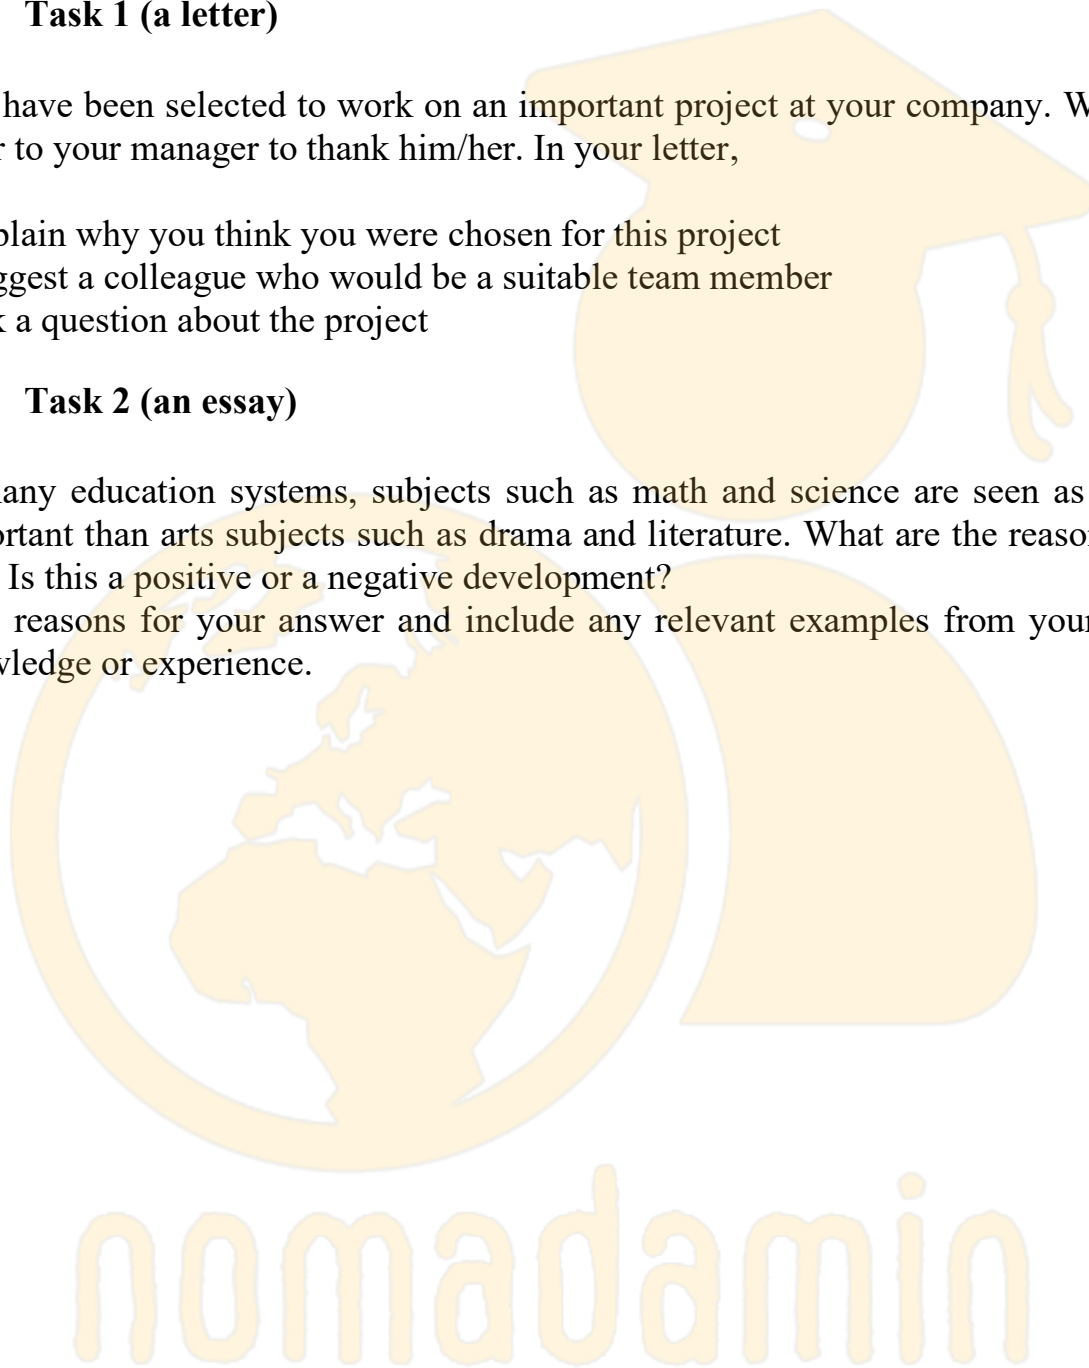 Task 1 (a letter)
have been selected to work on an important project at your company. W
r to your manager to thank him/her. In your letter,
plain why you think you were chosen for this project
ggest a colleague who would be a suitable team member
k a question about the project
Task 2 (an essay)
any education systems, subjects such as math and science are seen as
ortant than arts subjects such as drama and literature. What are the reaso
Is this a positive or a negative development?
reasons for your answer and include any relevant examples from your
wledge or experience.
nomadamin